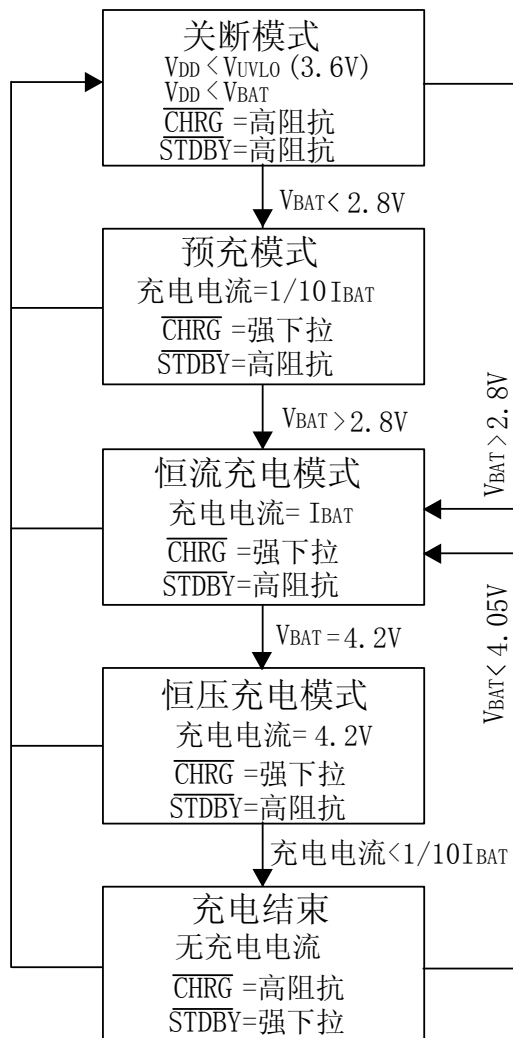 关断模式
VDD<VUVLO (3.6V)
VDD<VBAT
CHRG =高阻抗
STDBY=高阻抗
VBAT<2.8V
预充模式
充电电流=1/10IBAT
CHRG =强下拉
STDBY=高阻抗
VBAT>2.8V
恒流充电模式
充电电流= IBAT
CHRG =强下拉
STDBY=高阻抗
VBAT>2.8V
VBAT<4.05V
VBAT=4.2V
恒压充电模式
充电电流= 4.2V
CHRG =强下拉
STDBY=高阻抗
充电电流<1/10IBAT
充电结束
无充电电流
CHRG =高阻抗
STDBY=强下拉